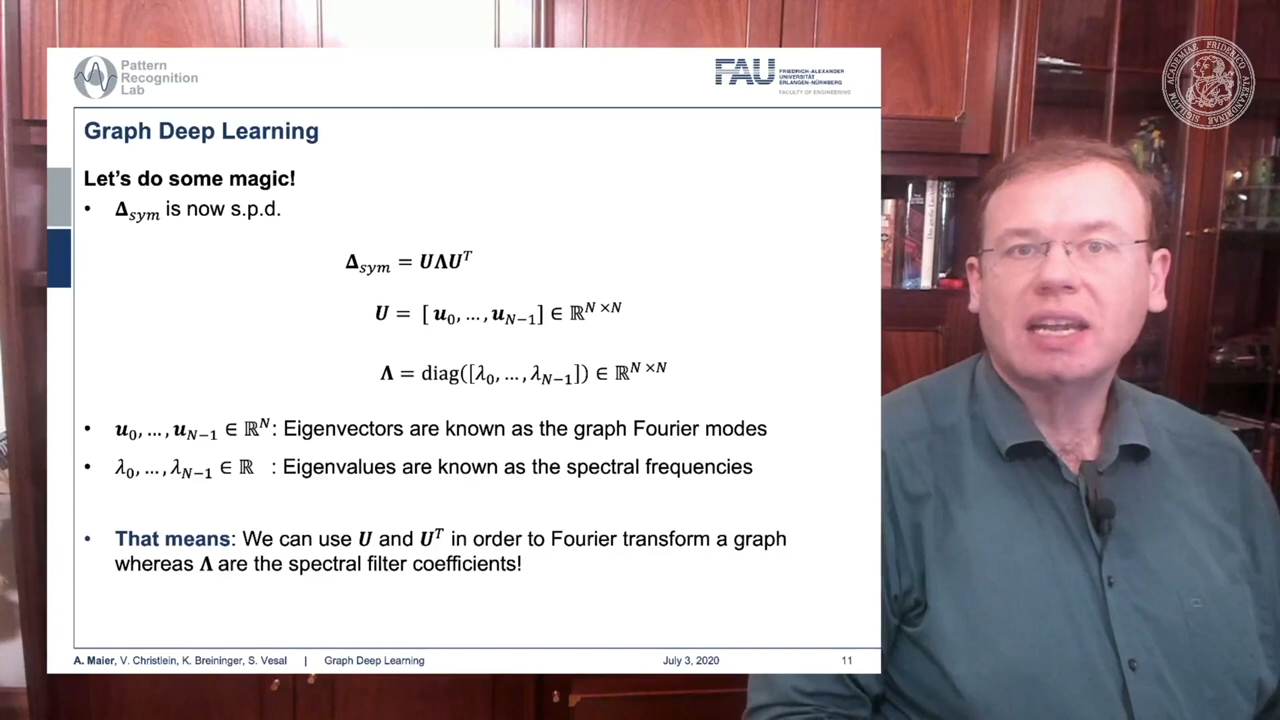 Pattern
Recognition
Lab
FAU
FRIEDRICH-ALEXANDER
UNIVERSITÄT
ERLANGEN-NÜRNBERG
FACULTY OF ENGINEERING
Graph Deep Learning
Let's do some magic!
• Δ_sym is now s.p.d.
Δ_sym = UΛU^T
U = [ u_0, …, u_{N−1}] ∈ ℝ^{N×N}
Λ = diag([λ_0, …, λ_{N−1}]) ∈ ℝ^{N×N}
• u_0, …, u_{N−1} ∈ ℝ^N: Eigenvectors are known as the graph Fourier modes
• λ_0, …, λ_{N−1} ∈ ℝ : Eigenvalues are known as the spectral frequencies
• That means: We can use U and U^T in order to Fourier transform a graph
whereas Λ are the spectral filter coefficients!
A. Maier, V. Christlein, K. Breininger, S. Vesal | Graph Deep Learning July 3, 2020 11